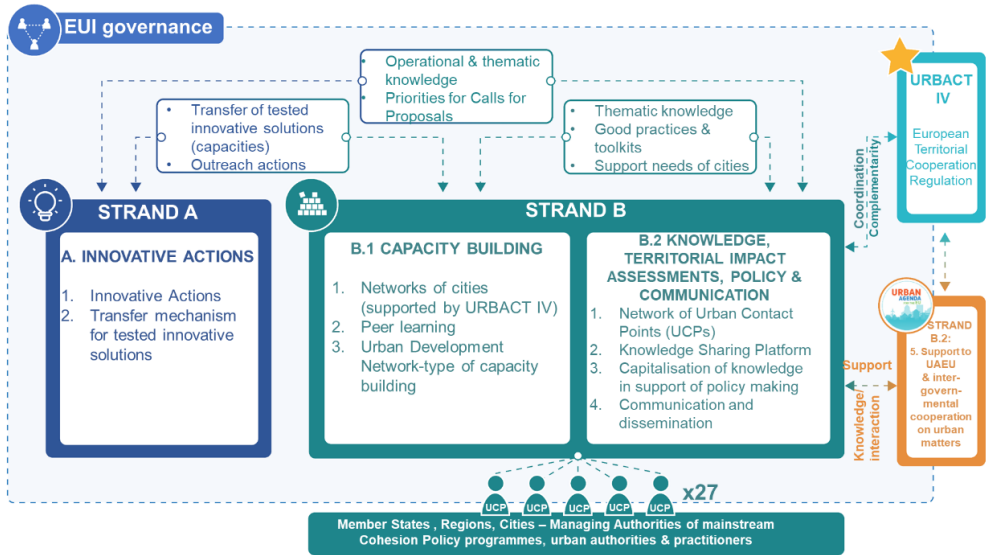 EUI governance
• Operational & thematic
knowledge
• Priorities for Calls for
Proposals
• Transfer of tested
innovative solutions
(capacities)
• Outreach actions
• Thematic knowledge
• Good practices &
toolkits
• Support needs of cities
STRAND A
A. INNOVATIVE ACTIONS
1. Innovative Actions
2. Transfer mechanism
for tested innovative
solutions
STRAND B
B.1 CAPACITY BUILDING
1. Networks of cities
(supported by URBACT IV)
2. Peer learning
3. Urban Development
Network-type of capacity
building
B.2 KNOWLEDGE,
TERRITORIAL IMPACT
ASSESSMENTS, POLICY &
COMMUNICATION
1. Network of Urban Contact
Points (UCPs)
2. Knowledge Sharing Platform
3. Capitalisation of knowledge
in support of policy making
4. Communication and
dissemination
Coordination
Complementarity
URBACT
IV
European
Territorial
Cooperation
Regulation
Support
Knowledge/
interaction
URBAN
AGENDA
STRAND
B.2:
5. Support to
UAEU
& inter-
govern-
mental
cooperation
on urban
matters
UCP UCP UCP UCP UCP
x27
Member States , Regions, Cities – Managing Authorities of mainstream
Cohesion Policy programmes, urban authorities & practitioners